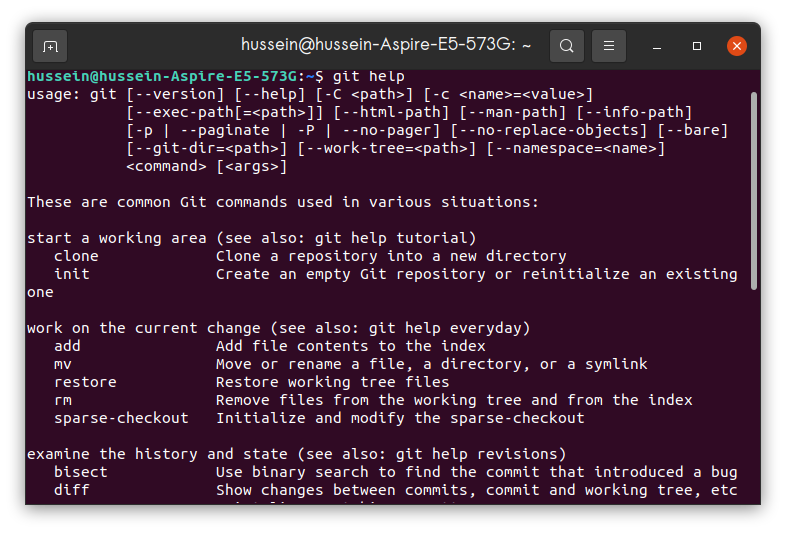 hussein@hussein-Aspire-E5-573G: ~
hussein@hussein-Aspire-E5-573G:~$ git help
usage: git [--version] [--help] [-C <path>] [-c <name>=<value>]
           [--exec-path[=<path>]] [--html-path] [--man-path] [--info-path]
           [-p | --paginate | -P | --no-pager] [--no-replace-objects] [--bare]
           [--git-dir=<path>] [--work-tree=<path>] [--namespace=<name>]
           <command> [<args>]

These are common Git commands used in various situations:

start a working area (see also: git help tutorial)
   clone             Clone a repository into a new directory
   init              Create an empty Git repository or reinitialize an existing
one

work on the current change (see also: git help everyday)
   add               Add file contents to the index
   mv                Move or rename a file, a directory, or a symlink
   restore           Restore working tree files
   rm                Remove files from the working tree and from the index
   sparse-checkout   Initialize and modify the sparse-checkout

examine the history and state (see also: git help revisions)
   bisect            Use binary search to find the commit that introduced a bug
   diff              Show changes between commits, commit and working tree, etc